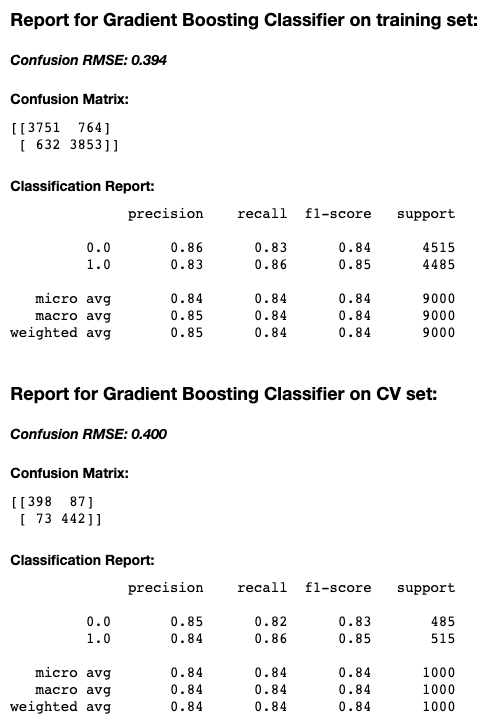 Report for Gradient Boosting Classifier on training set:
Confusion RMSE: 0.394
Confusion Matrix:
[[3751  764]
 [ 632 3853]]
Classification Report:
precision    recall  f1-score   support
0.0       0.86      0.83      0.84      4515
1.0       0.83      0.86      0.85      4485
micro avg       0.84      0.84      0.84      9000
macro avg       0.85      0.84      0.84      9000
weighted avg       0.85      0.84      0.84      9000
Report for Gradient Boosting Classifier on CV set:
Confusion RMSE: 0.400
Confusion Matrix:
[[398  87]
 [ 73 442]]
Classification Report:
precision    recall  f1-score   support
0.0       0.85      0.82      0.83       485
1.0       0.84      0.86      0.85       515
micro avg       0.84      0.84      0.84      1000
macro avg       0.84      0.84      0.84      1000
weighted avg       0.84      0.84      0.84      1000